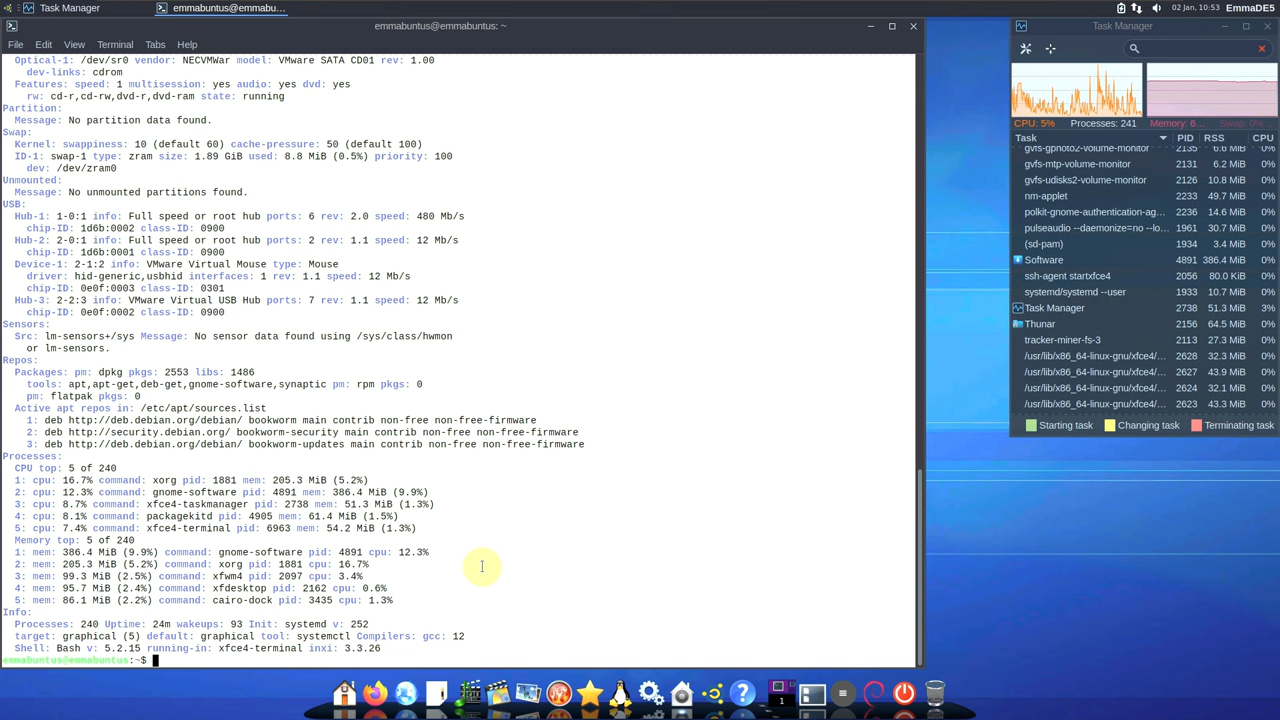 Task Manager
emmabuntus@emmabu...
02 Jan, 10:53
EmmaDE5
emmabuntus@emmabuntus: ~
File Edit View Terminal Tabs Help
Optical-1: /dev/sr0 vendor: NECVMWar model: VMware SATA CD01 rev: 1.00
dev-links: cdrom
Features: speed: 1 multisession: yes audio: yes dvd: yes
rw: cd-r,cd-rw,dvd-r,dvd-ram state: running
Partition:
Message: No partition data found.
Swap:
Kernel: swappiness: 10 (default 60) cache-pressure: 50 (default 100)
ID-1: swap-1 type: zram size: 1.89 GiB used: 8.8 MiB (0.5%) priority: 100
dev: /dev/zram0
Unmounted:
Message: No unmounted partitions found.
USB:
Hub-1: 1-0:1 info: Full speed or root hub ports: 6 rev: 2.0 speed: 480 Mb/s
chip-ID: 1d6b:0002 class-ID: 0900
Hub-2: 2-0:1 info: Full speed or root hub ports: 2 rev: 1.1 speed: 12 Mb/s
chip-ID: 1d6b:0001 class-ID: 0900
Device-1: 2-1:2 info: VMware Virtual Mouse type: Mouse
driver: hid-generic,usbhid interfaces: 1 rev: 1.1 speed: 12 Mb/s
chip-ID: 0e0f:0003 class-ID: 0301
Hub-3: 2-2:3 info: VMware Virtual USB Hub ports: 7 rev: 1.1 speed: 12 Mb/s
chip-ID: 0e0f:0002 class-ID: 0900
Sensors:
Src: lm-sensors+/sys Message: No sensor data found using /sys/class/hwmon
or lm-sensors.
Repos:
Packages: pm: dpkg pkgs: 2553 libs: 1486
tools: apt,apt-get,deb-get,gnome-software,synaptic pm: rpm pkgs: 0
pm: flatpak pkgs: 0
Active apt repos in: /etc/apt/sources.list
1: deb http://deb.debian.org/debian/ bookworm main contrib non-free non-free-firmware
2: deb http://security.debian.org/ bookworm-security main contrib non-free non-free-firmware
3: deb http://deb.debian.org/debian/ bookworm-updates main contrib non-free non-free-firmware
Processes:
CPU top: 5 of 240
1: cpu: 16.7% command: xorg pid: 1881 mem: 205.3 MiB (5.2%)
2: cpu: 12.3% command: gnome-software pid: 4891 mem: 386.4 MiB (9.9%)
3: cpu: 8.7% command: xfce4-taskmanager pid: 2738 mem: 51.3 MiB (1.3%)
4: cpu: 8.1% command: packagekitd pid: 4905 mem: 61.4 MiB (1.5%)
5: cpu: 7.4% command: xfce4-terminal pid: 6963 mem: 54.2 MiB (1.3%)
Memory top: 5 of 240
1: mem: 386.4 MiB (9.9%) command: gnome-software pid: 4891 cpu: 12.3%
2: mem: 205.3 MiB (5.2%) command: xorg pid: 1881 cpu: 16.7%
3: mem: 99.3 MiB (2.5%) command: xfwm4 pid: 2097 cpu: 3.4%
4: mem: 95.7 MiB (2.4%) command: xfdesktop pid: 2162 cpu: 0.6%
5: mem: 86.1 MiB (2.2%) command: cairo-dock pid: 3435 cpu: 1.3%
Info:
Processes: 240 Uptime: 24m wakeups: 93 Init: systemd v: 252
target: graphical (5) default: graphical tool: systemctl Compilers: gcc: 12
Shell: Bash v: 5.2.15 running-in: xfce4-terminal inxi: 3.3.26
emmabuntus@emmabuntus:~$
Task Manager
CPU: 5% Processes: 241 Memory: 6... Swap: 0%
Task PID RSS CPU
gvfs-gphoto2-volume-monitor 2135 6.6 MiB 0%
gvfs-mtp-volume-monitor 2131 6.2 MiB 0%
gvfs-udisks2-volume-monitor 2126 10.8 MiB 0%
nm-applet 2233 49.7 MiB 0%
polkit-gnome-authentication-ag... 2236 14.6 MiB 0%
pulseaudio --daemonize=no --lo... 1961 30.7 MiB 0%
(sd-pam) 1934 3.4 MiB 0%
Software 4891 386.4 MiB 0%
ssh-agent startxfce4 2056 80.0 KiB 0%
systemd/systemd --user 1933 10.7 MiB 0%
Task Manager 2738 51.3 MiB 3%
Thunar 2156 64.5 MiB 0%
tracker-miner-fs-3 2113 27.3 MiB 0%
/usr/lib/x86_64-linux-gnu/xfce4/... 2628 32.3 MiB 0%
/usr/lib/x86_64-linux-gnu/xfce4/... 2627 43.9 MiB 0%
/usr/lib/x86_64-linux-gnu/xfce4/... 2624 32.1 MiB 0%
/usr/lib/x86_64-linux-gnu/xfce4/... 2623 43.3 MiB 0%
Starting task Changing task Terminating task
1